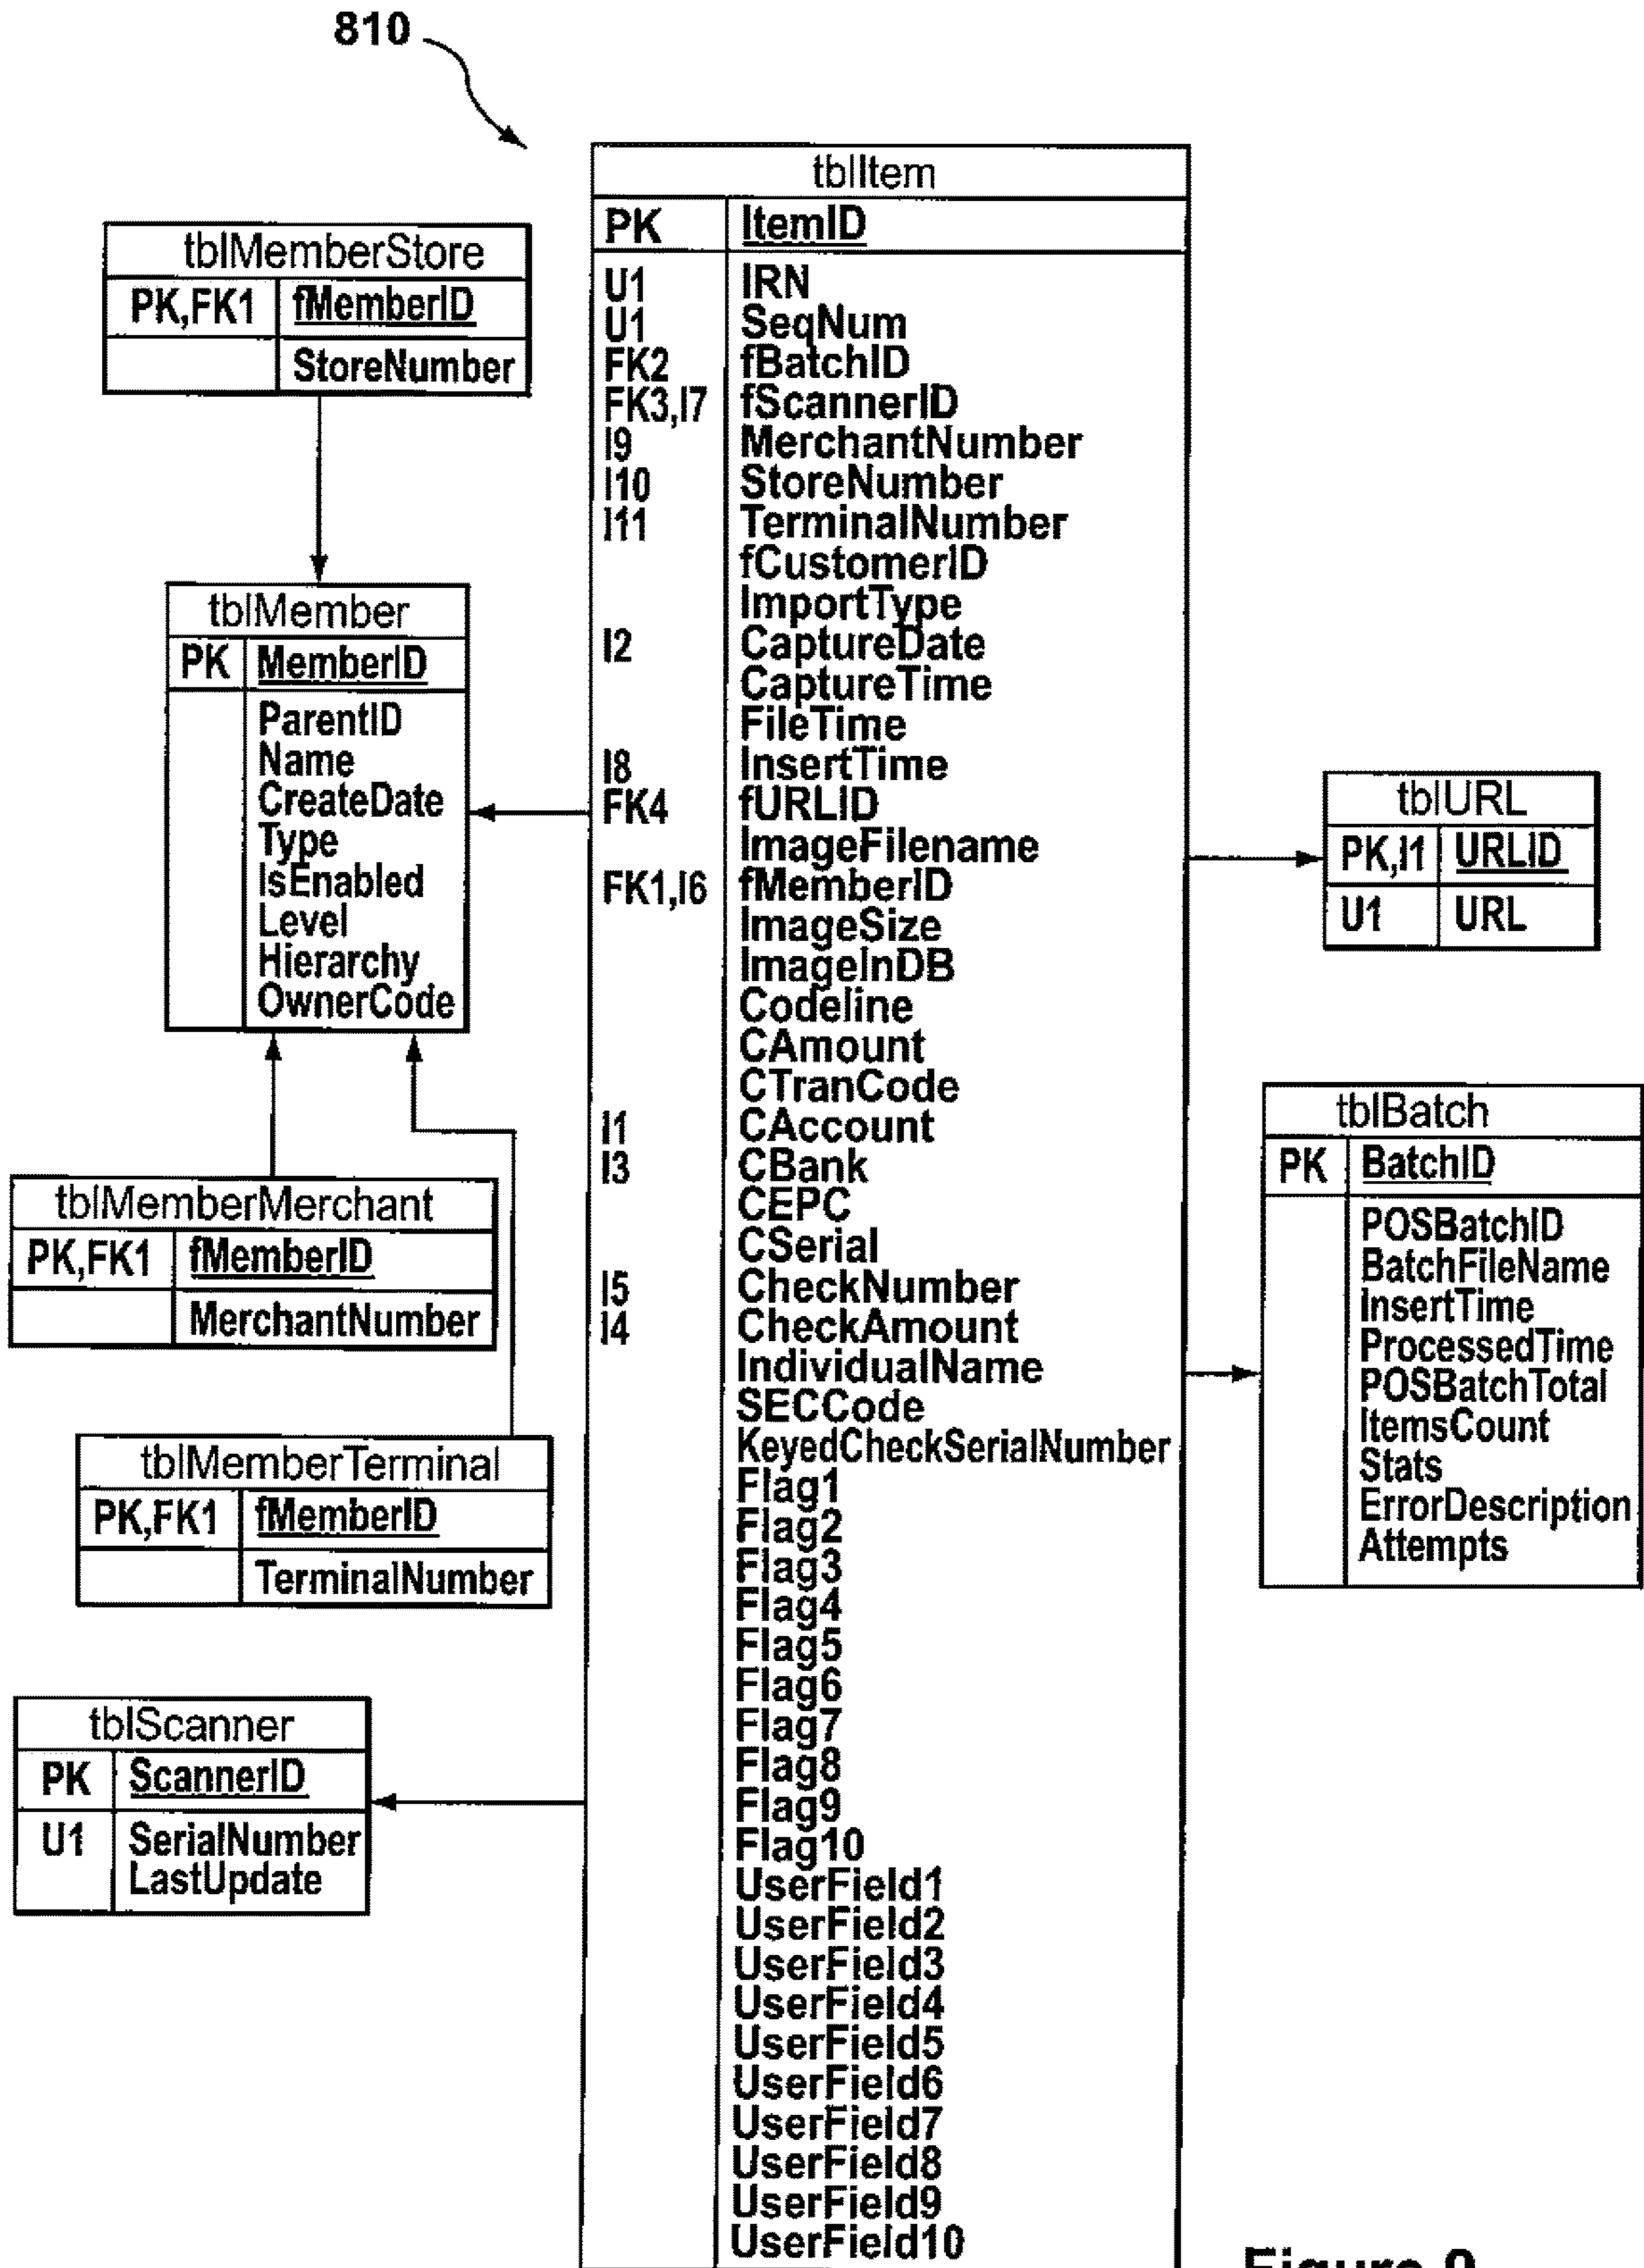 810
tblItem
PK ItemID
U1 IRN
U1 SeqNum
FK2 fBatchID
FK3,I7 fScannerID
I9 MerchantNumber
I10 StoreNumber
I11 TerminalNumber
fCustomerID
ImportType
I2 CaptureDate
CaptureTime
FileTime
I8 InsertTime
FK4 fURLID
ImageFilename
FK1,I6 fMemberID
ImageSize
ImageInDB
Codeline
CAmount
CTranCode
I1 CAccount
I3 CBank
CEPC
CSerial
I5 CheckNumber
I4 CheckAmount
IndividualName
SECCode
KeyedCheckSerialNumber
Flag1
Flag2
Flag3
Flag4
Flag5
Flag6
Flag7
Flag8
Flag9
Flag10
UserField1
UserField2
UserField3
UserField4
UserField5
UserField6
UserField7
UserField8
UserField9
UserField10
tblMemberStore
PK,FK1 fMemberID
StoreNumber
tblMember
PK MemberID
ParentID
Name
CreateDate
Type
IsEnabled
Level
Hierarchy
OwnerCode
tblMemberMerchant
PK,FK1 fMemberID
MerchantNumber
tblMemberTerminal
PK,FK1 fMemberID
TerminalNumber
tblScanner
PK ScannerID
U1 SerialNumber
LastUpdate
tblURL
PK,I1 URLID
U1 URL
tblBatch
PK BatchID
POSBatchID
BatchFileName
InsertTime
ProcessedTime
POSBatchTotal
ItemsCount
Stats
ErrorDescription
Attempts
Figure 9